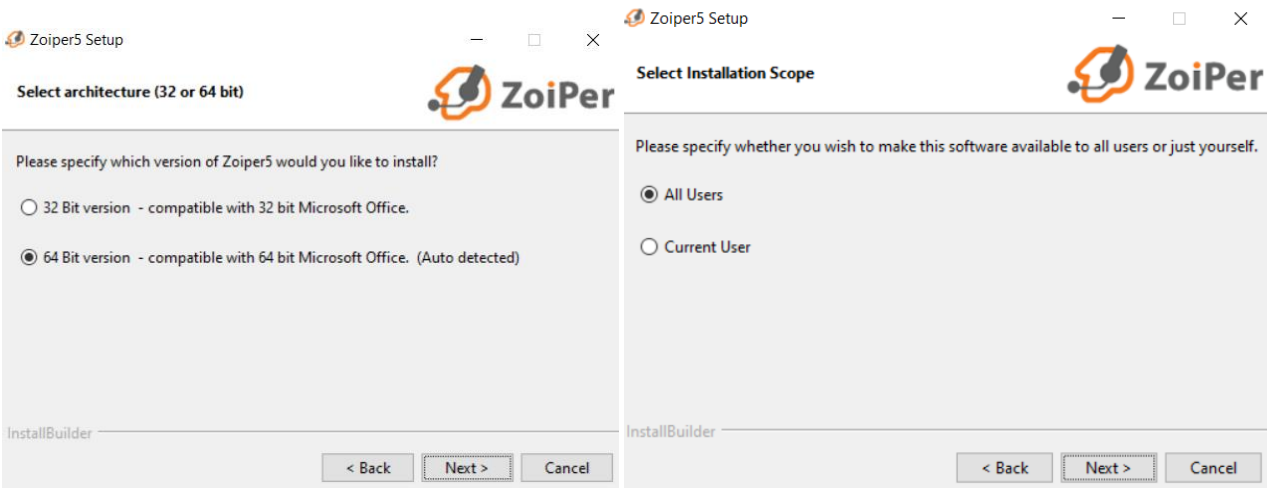 Zoiper5 Setup
Select architecture (32 or 64 bit)
ZoiPer
Please specify which version of Zoiper5 would you like to install?
32 Bit version  - compatible with 32 bit Microsoft Office.
64 Bit version  - compatible with 64 bit Microsoft Office.  (Auto detected)
InstallBuilder
< Back
Next >
Cancel
Zoiper5 Setup
Select Installation Scope
ZoiPer
Please specify whether you wish to make this software available to all users or just yourself.
All Users
Current User
InstallBuilder
< Back
Next >
Cancel